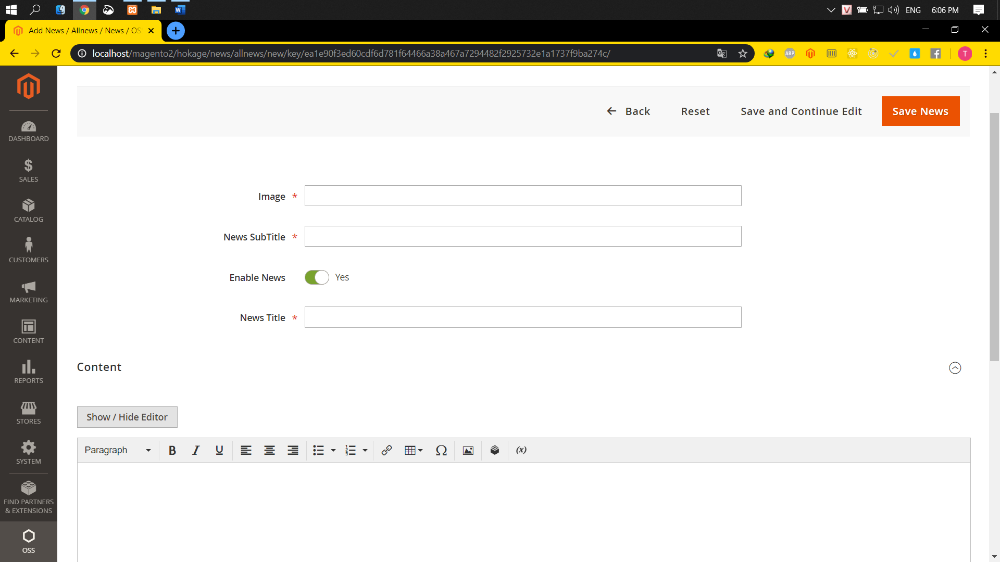 ENG 6:06 PM
Add News / Allnews / News / OS
localhost/magento2/hokage/news/allnews/new/key/ea1e90f3ed60cdf6d781f64466a38a467a7294482f2925732e1a1737f9ba274c/
ABP
T
Back Reset Save and Continue Edit Save News
DASHBOARD
SALES
CATALOG
CUSTOMERS
MARKETING
CONTENT
REPORTS
STORES
SYSTEM
FIND PARTNERS
& EXTENSIONS
OSS
Image *
News SubTitle *
Enable News Yes
News Title *
Content
Show / Hide Editor
Paragraph B I U Ω (x)